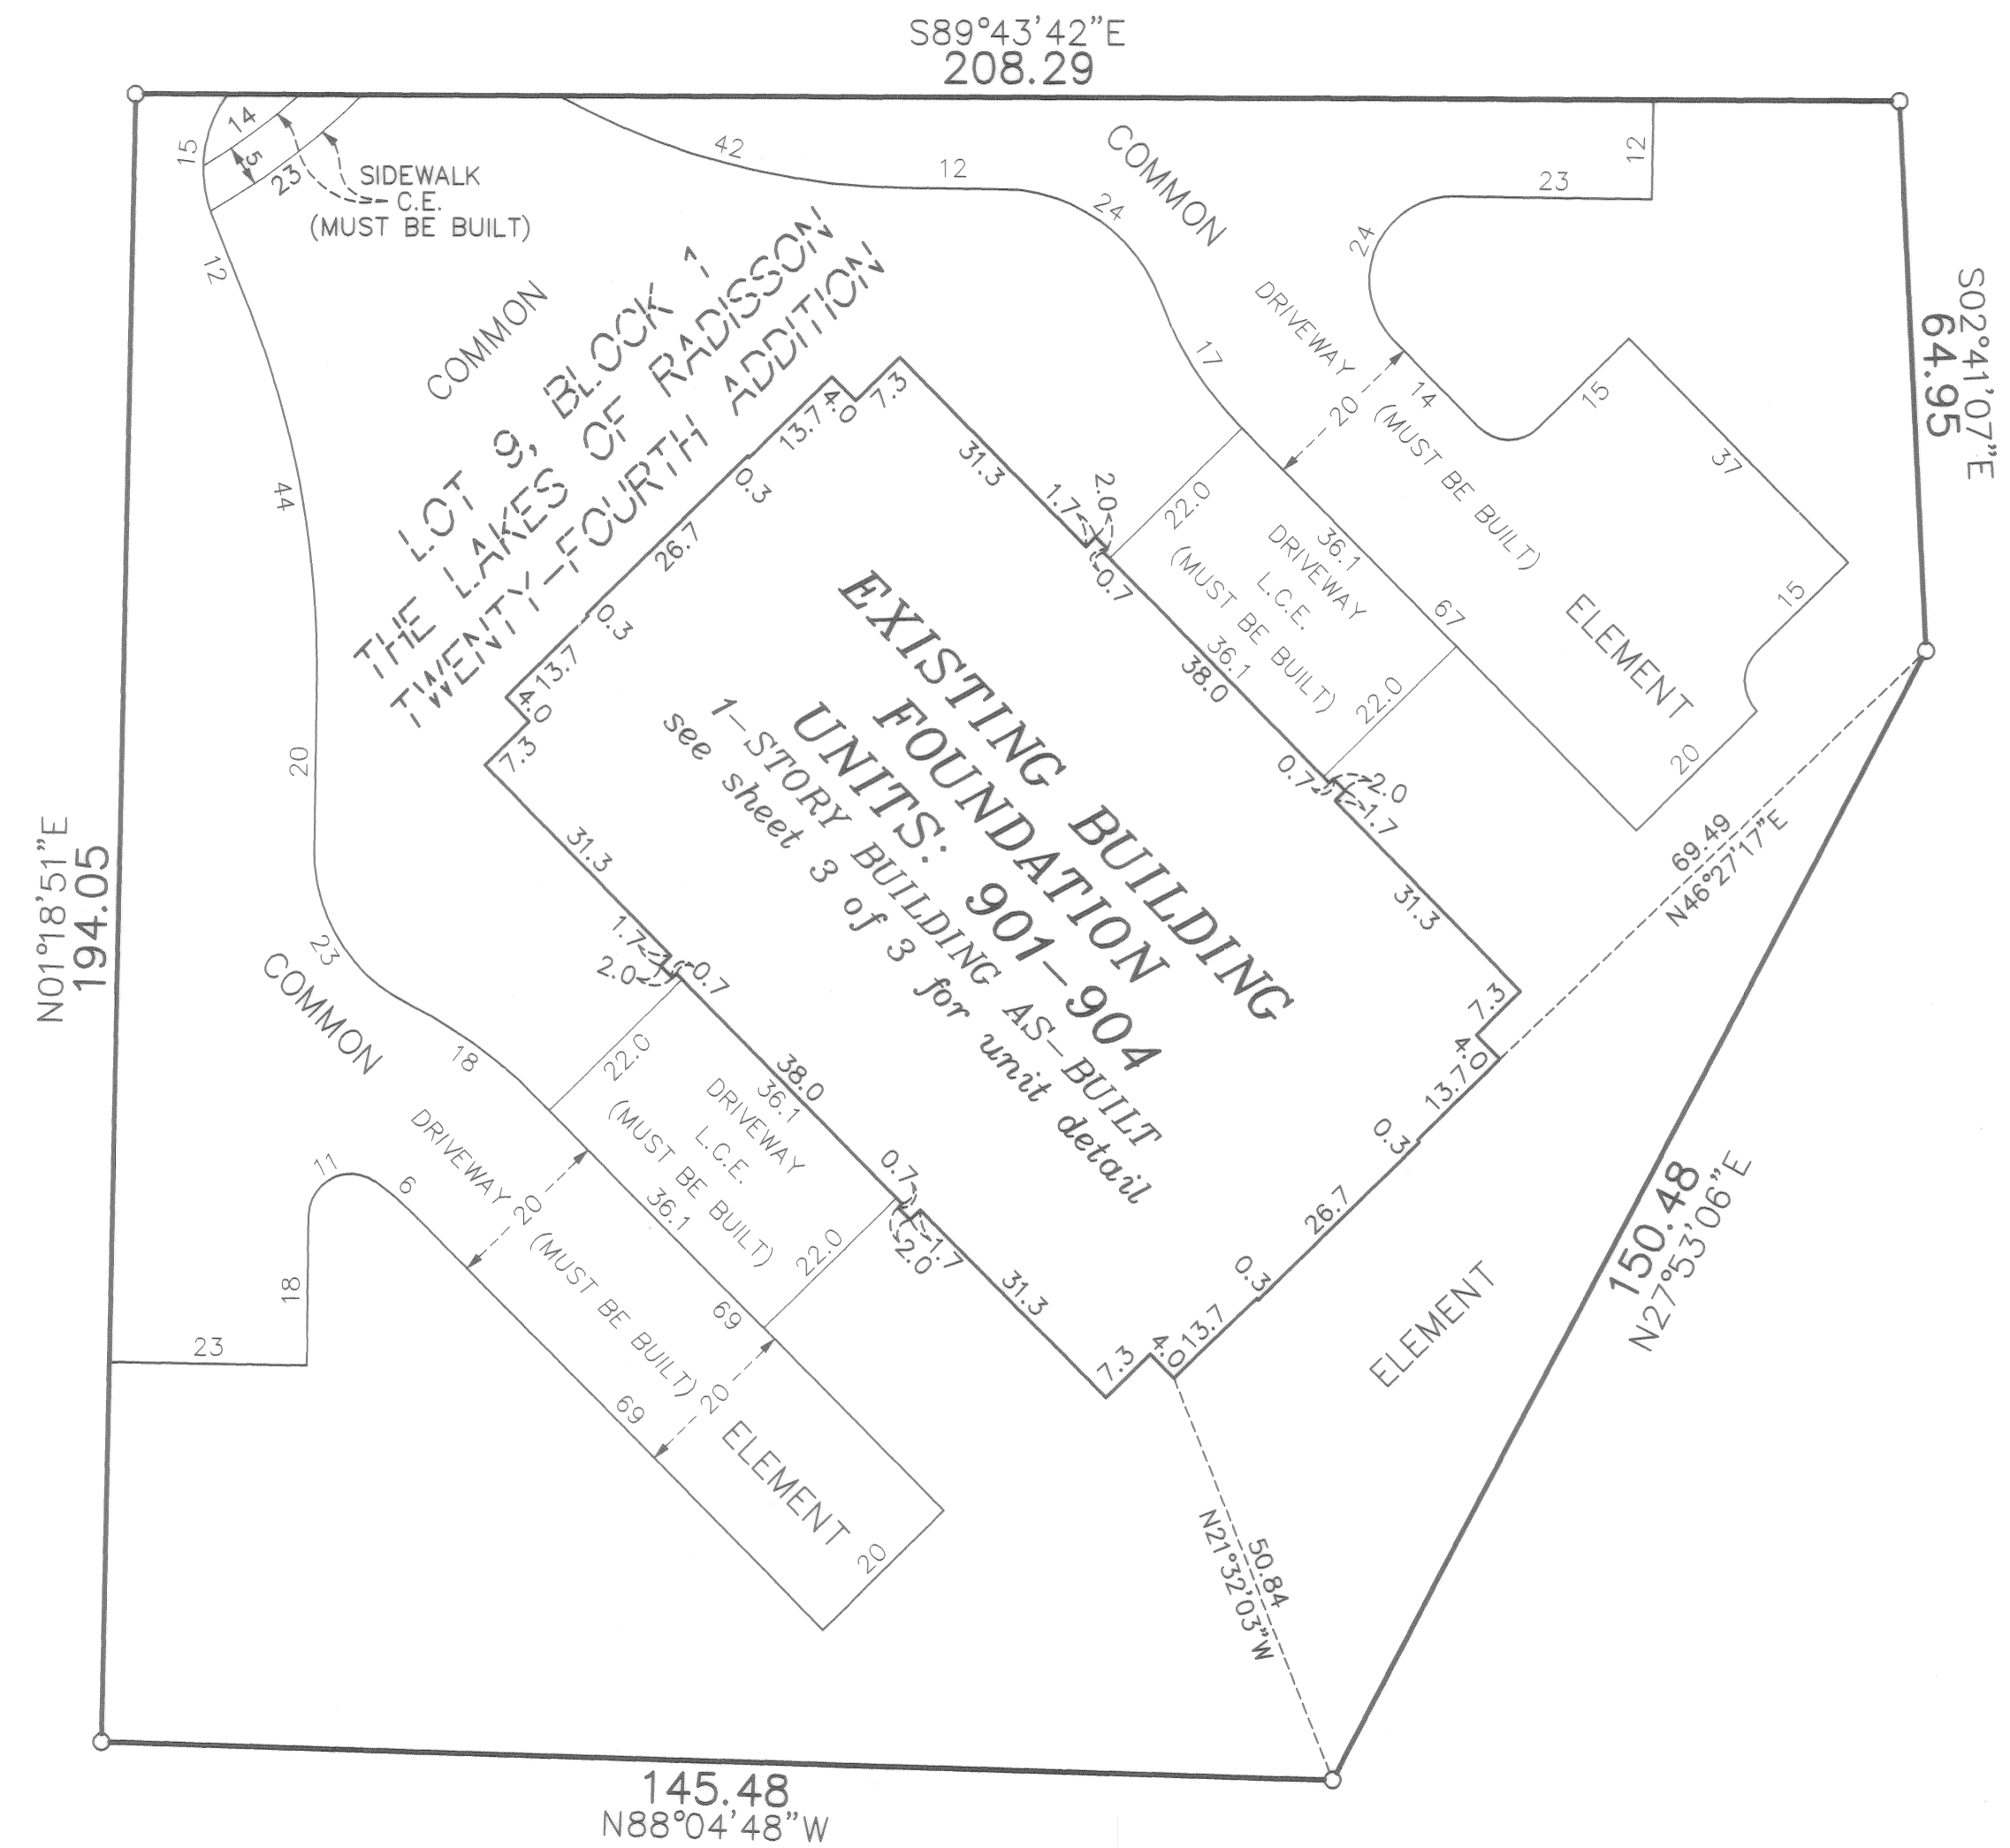 S89°43'42"E
208.29
14
15
5
23
SIDEWALK
C.E.
(MUST BE BUILT)
12
42
12
24
COMMON
12
23
24
S02°41'07"E
64.95
COMMON
LOT 9, BLOCK 1,
THE LAKES OF RADISSON
TWENTY-FOURTH ADDITION
44
20
23
7.3
4.0
13.7
0.3
26.7
0.3
13.7
4.0
7.3
31.3
1.7
2.0
0.7
17
DRIVEWAY
20
14
(MUST BE BUILT)
15
37
15
22.0
36.1
DRIVEWAY
L.C.E.
(MUST BE BUILT)
36.1
38.0
67
22.0
ELEMENT
20
0.7
2.0
1.7
31.3
69.49
N46°27'17"E
EXISTING BUILDING
FOUNDATION
UNITS: 901-904
1-STORY BUILDING AS-BUILT
see sheet 3 of 3 for unit detail
N01°18'51"E
194.05
31.3
1.7
2.0
0.7
7.3
4.0
13.7
0.3
26.7
0.3
13.7
4.0
7.3
COMMON
18
22.0
38.0
36.1
DRIVEWAY
L.C.E.
(MUST BE BUILT)
36.1
22.0
0.7
1.7
2.0
31.3
11
6
DRIVEWAY
20
(MUST BE BUILT)
69
20
69
ELEMENT
20
18
23
ELEMENT
150.48
N27°53'06"E
50.84
N21°32'03"W
145.48
N88°04'48"W